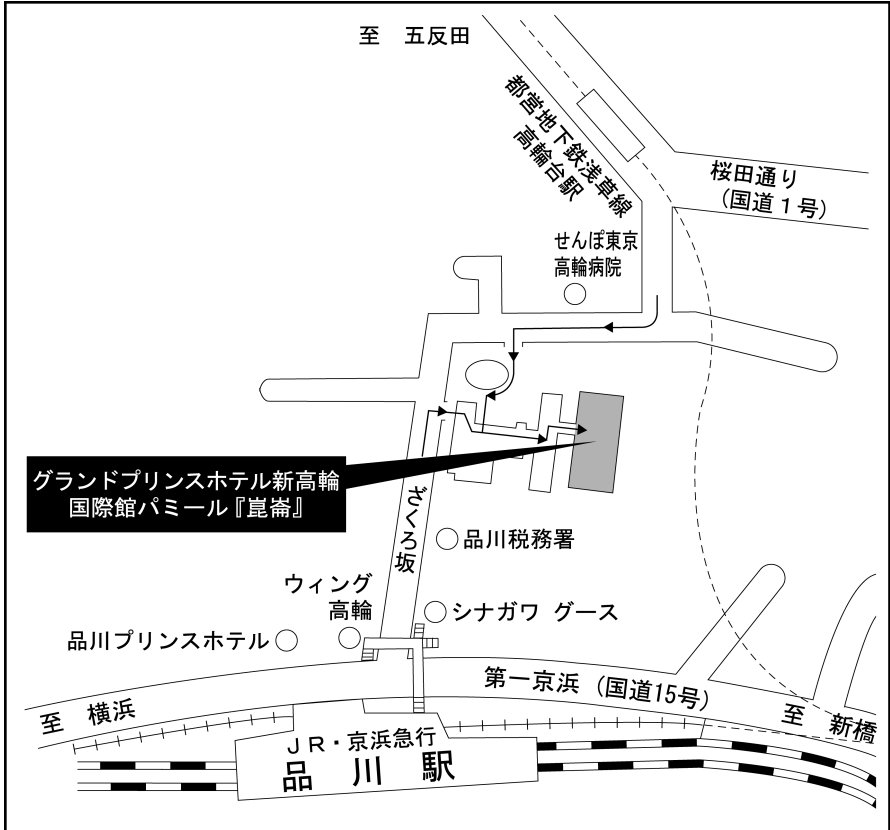 至 五反田
都営地下鉄浅草線
高輪台駅
桜田通り
(国道１号)
せんぽ東京
高輪病院
グランドプリンスホテル新高輪
国際館パミール『崑崙』
ざくろ坂
品川税務署
ウィング
高輪
シナガワ グース
品川プリンスホテル
第一京浜 (国道15号)
至 横浜
至 新橋
ＪＲ・京浜急行
品川駅